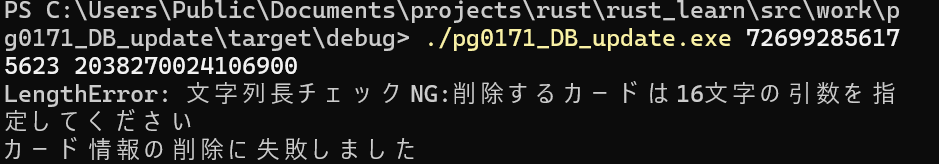 PS C:\Users\Public\Documents\projects\rust\rust_learn\src\work\p
g0171_DB_update\target\debug> ./pg0171_DB_update.exe 72699285617
5623 2038270024106900
LengthError: 文字列長チェックNG:削除するカードは16文字の引数を指
定してください
カード情報の削除に失敗しました